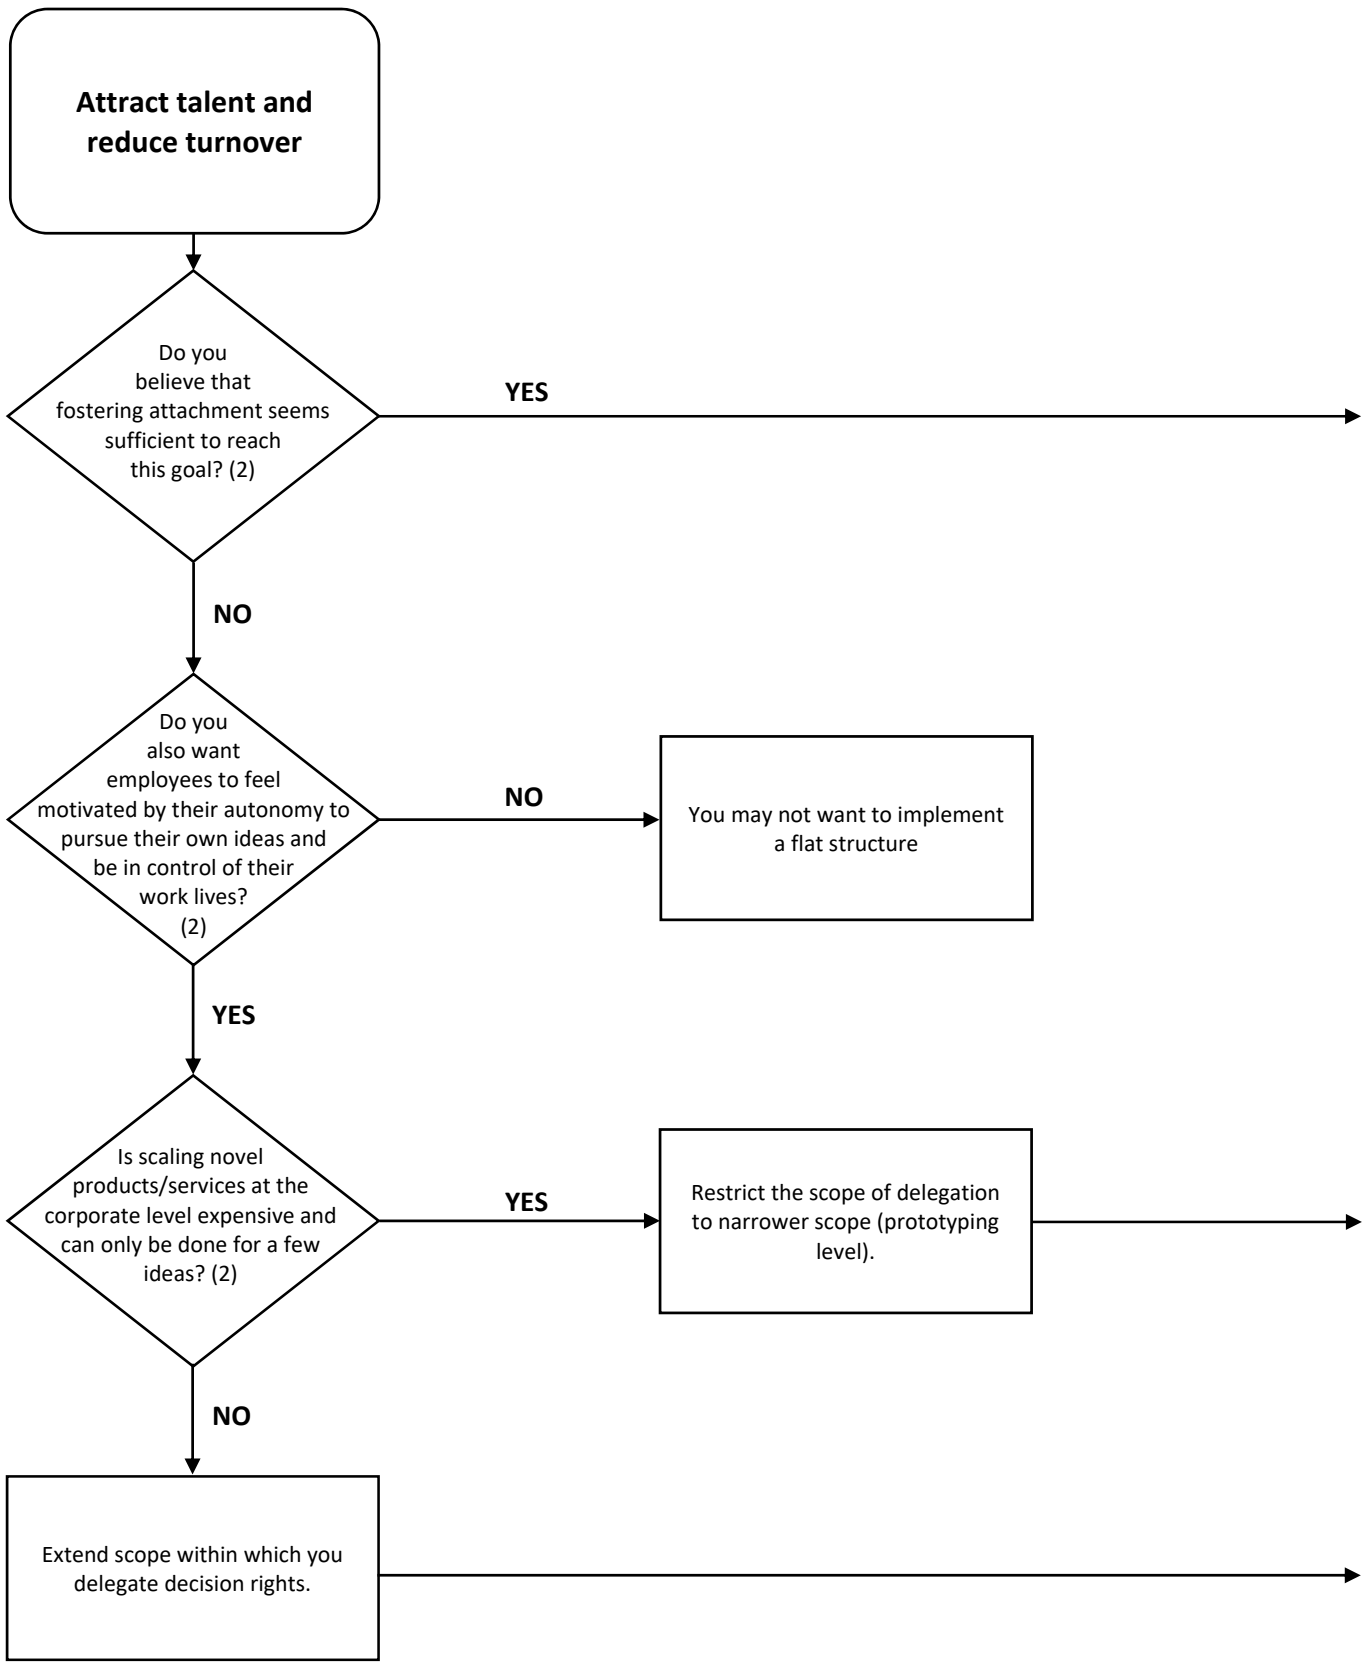 Attract talent and
reduce turnover
Do you
believe that
fostering attachment seems
sufficient to reach
this goal? (2)
YES
NO
Do you
also want
employees to feel
motivated by their autonomy to
pursue their own ideas and
be in control of their
work lives?
(2)
NO
You may not want to implement
a flat structure
YES
Is scaling novel
products/services at the
corporate level expensive and
can only be done for a few
ideas? (2)
YES
Restrict the scope of delegation
to narrower scope (prototyping
level).
NO
Extend scope within which you
delegate decision rights.